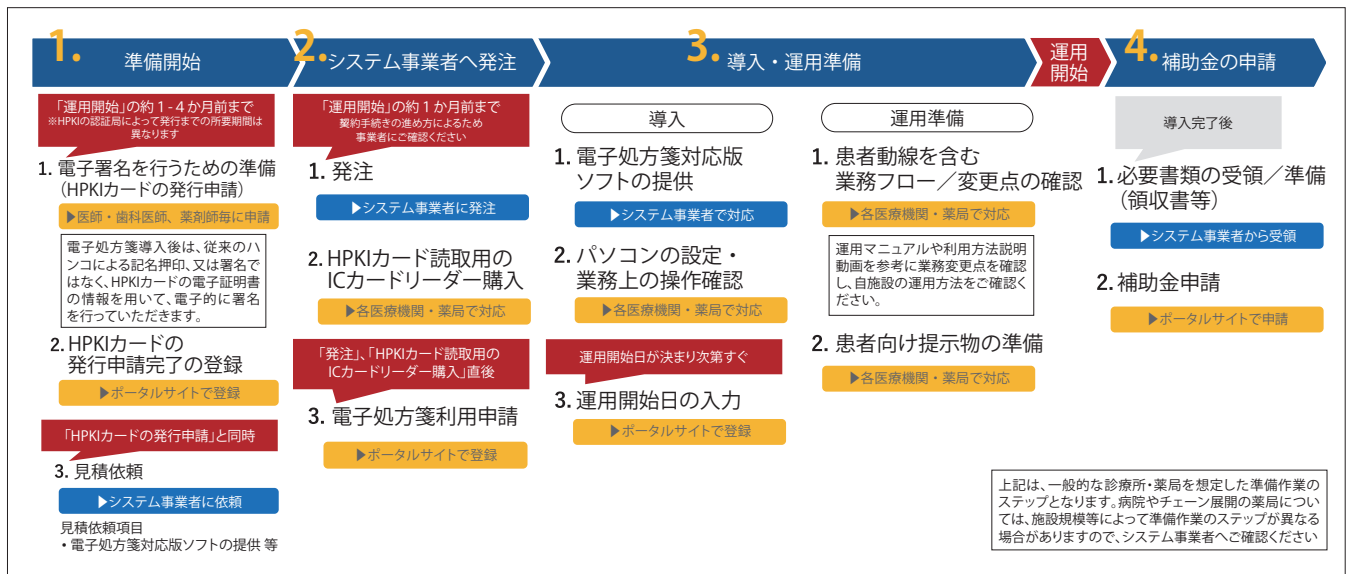 1. 準備開始
2. システム事業者へ発注
3. 導入・運用準備
運用
開始
4. 補助金の申請
「運用開始」の約1-4か月前まで
※HPKIの認証局によって発行までの所要期間は
異なります
1. 電子署名を行うための準備
(HPKIカードの発行申請)
▶医師・歯科医師、薬剤師毎に申請
電子処方箋導入後は、従来のハ
ンコによる記名押印、又は署名で
はなく、HPKIカードの電子証明書
の情報を用いて、電子的に署名
を行っていただきます。
2. HPKIカードの
発行申請完了の登録
▶ポータルサイトで登録
「HPKIカードの発行申請」と同時
3. 見積依頼
▶システム事業者に依頼
見積依頼項目
・電子処方箋対応版ソフトの提供 等
「運用開始」の約1か月前まで
契約手続きの進め方によるため
事業者にご確認ください
1. 発注
▶システム事業者に発注
2. HPKIカード読取用の
ICカードリーダー購入
▶各医療機関・薬局で対応
「発注」、「HPKIカード読取用の
ICカードリーダー購入」直後
3. 電子処方箋利用申請
▶ポータルサイトで登録
導入
1. 電子処方箋対応版
ソフトの提供
▶システム事業者で対応
2. パソコンの設定・
業務上の操作確認
▶各医療機関・薬局で対応
運用開始日が決まり次第すぐ
3. 運用開始日の入力
▶ポータルサイトで登録
運用準備
1. 患者動線を含む
業務フロー／変更点の確認
▶各医療機関・薬局で対応
運用マニュアルや利用方法説明
動画を参考に業務変更点を確認
し、自施設の運用方法をご確認く
ださい。
2. 患者向け提示物の準備
▶各医療機関・薬局で対応
導入完了後
1. 必要書類の受領／準備
(領収書等)
▶システム事業者から受領
2. 補助金申請
▶ポータルサイトで申請
上記は、一般的な診療所・薬局を想定した準備作業の
ステップとなります。病院やチェーン展開の薬局につい
ては、施設規模等によって準備作業のステップが異なる
場合がありますので、システム事業者へご確認ください